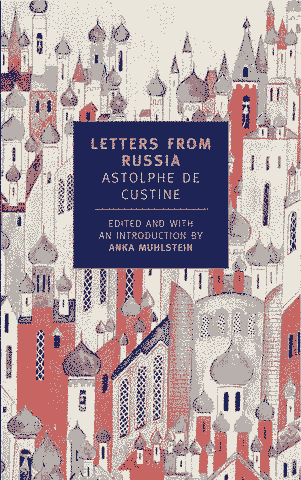 LETTERS FROM
RUSSIA
ASTOLPHE DE
CUSTINE
EDITED AND WITH
AN INTRODUCTION BY
ANKA MUHLSTEIN